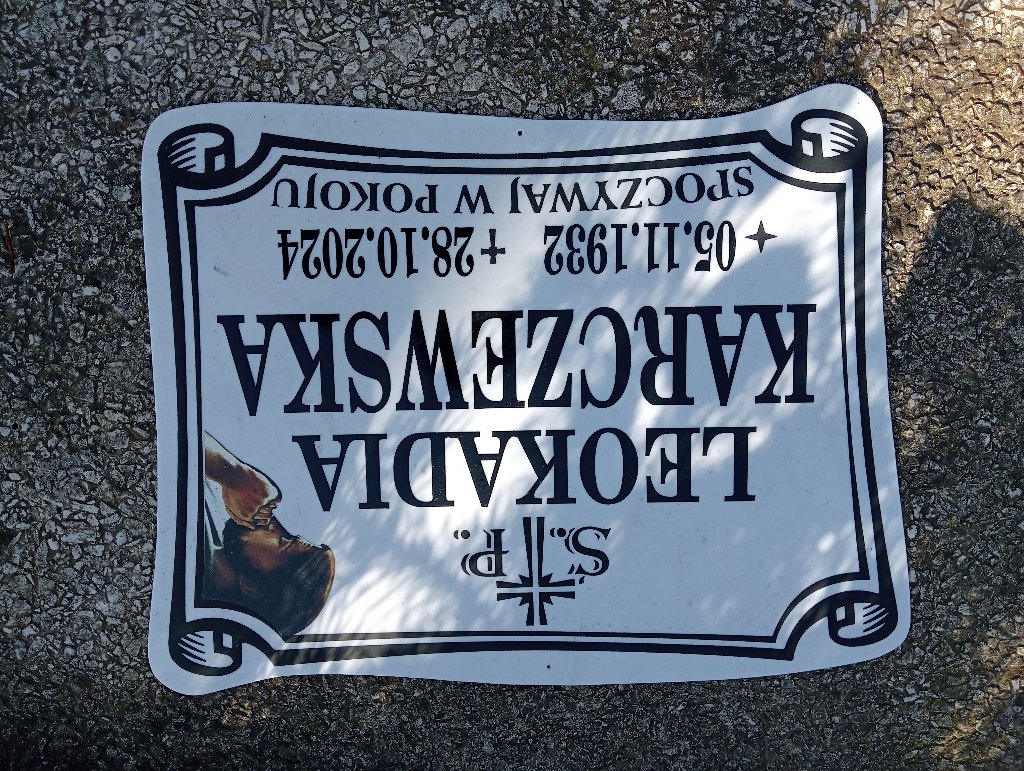 Ś.P.
LEOKADIA
KARCZEWSKA
05.11.1932 28.10.2024
SPOCZYWAJ W POKOJU